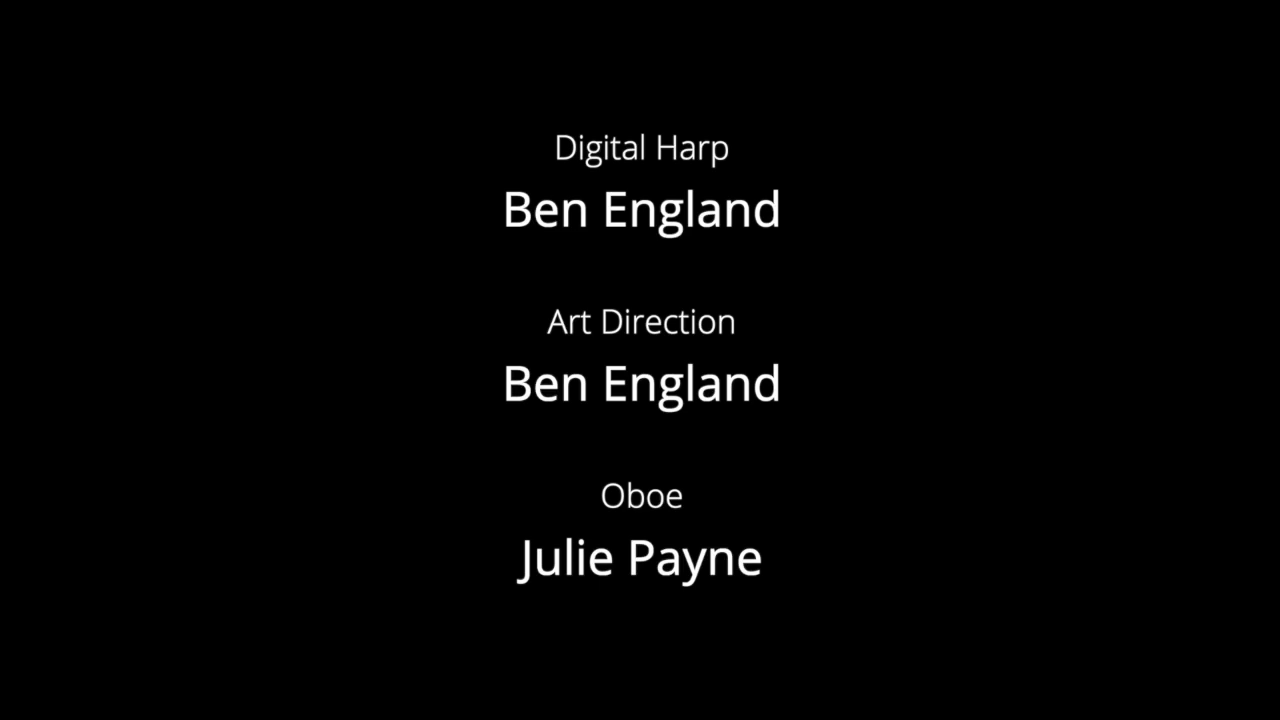 Digital Harp
Ben England
Art Direction
Ben England
Oboe
Julie Payne